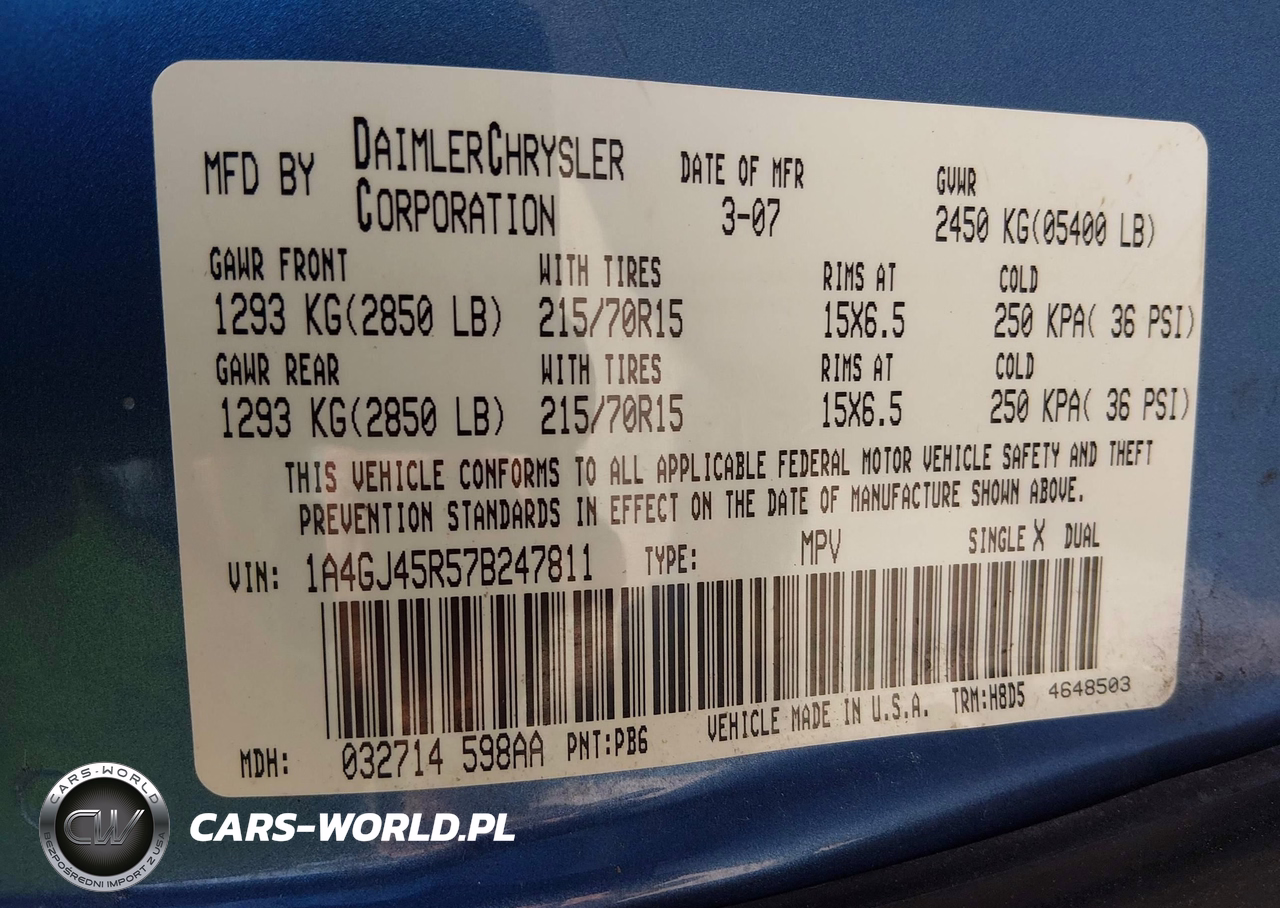 MFD BY DAIMLERCHRYSLER CORPORATION
DATE OF MFR
3-07
GVWR
2450 KG(05400 LB)
GAWR FRONT WITH TIRES RIMS AT COLD
1293 KG(2850 LB) 215/70R15 15X6.5 250 KPA( 36 PSI)
GAWR REAR WITH TIRES RIMS AT COLD
1293 KG(2850 LB) 215/70R15 15X6.5 250 KPA( 36 PSI)
THIS VEHICLE CONFORMS TO ALL APPLICABLE FEDERAL MOTOR VEHICLE SAFETY AND THEFT
PREVENTION STANDARDS IN EFFECT ON THE DATE OF MANUFACTURE SHOWN ABOVE.
VIN: 1A4GJ45R57B247811 TYPE: MPV SINGLE X DUAL
MDH: 032714 598AA PNT:PB6 VEHICLE MADE IN U.S.A. TRM:H8D5 4648503
CARS-WORLD
CW
BEZPOŚREDNI IMPORT Z USA
CARS-WORLD.PL